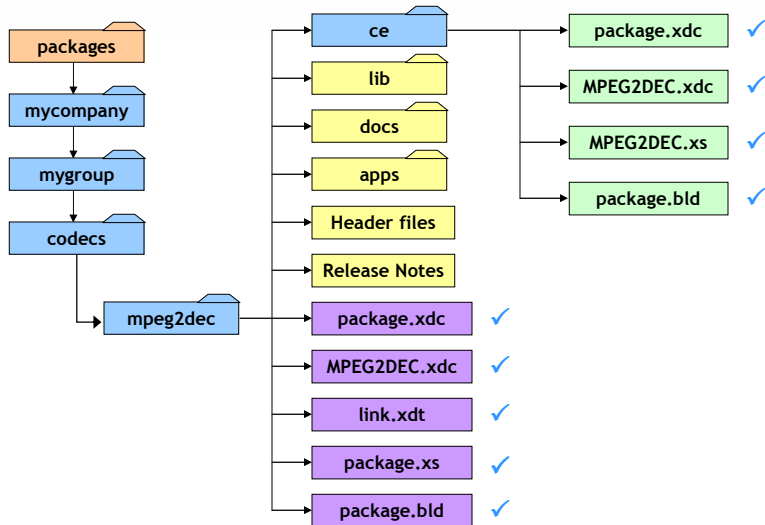 packages
mycompany
mygroup
codecs
mpeg2dec
ce
lib
docs
apps
Header files
Release Notes
package.xdc
MPEG2DEC.xdc
link.xdt
package.xs
package.bld
package.xdc
MPEG2DEC.xdc
MPEG2DEC.xs
package.bld